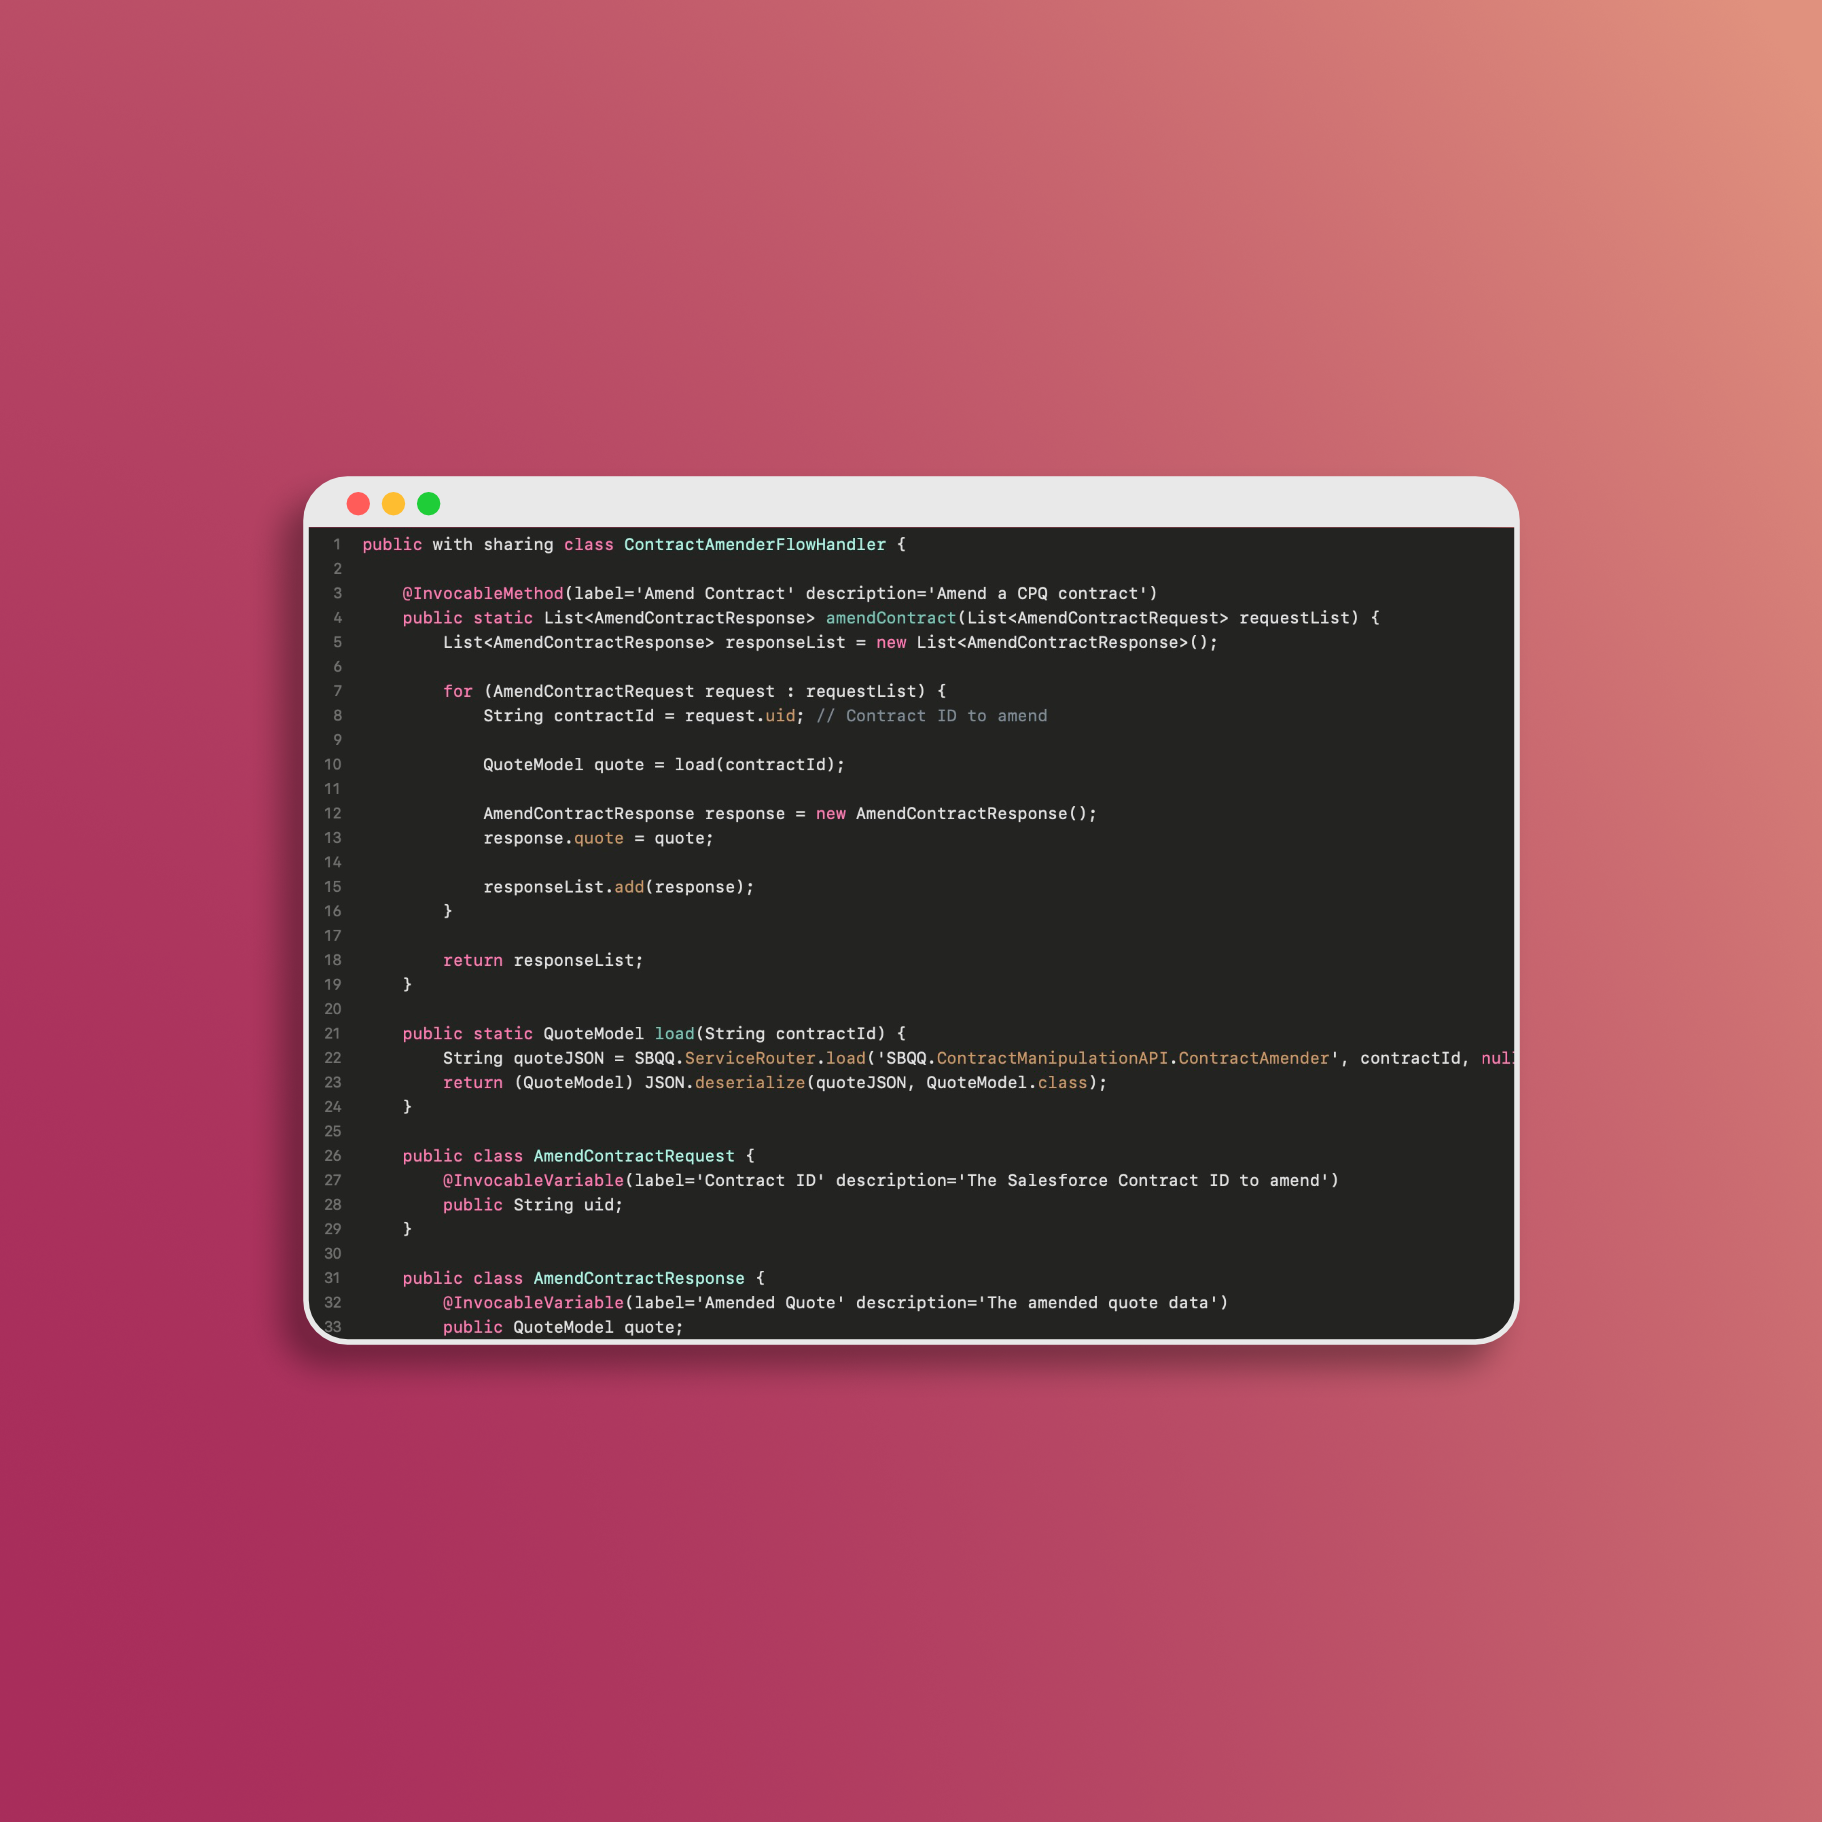 1 public with sharing class ContractAmenderFlowHandler {
2
3 @InvocableMethod(label='Amend Contract' description='Amend a CPQ contract')
4 public static List<AmendContractResponse> amendContract(List<AmendContractRequest> requestList) {
5 List<AmendContractResponse> responseList = new List<AmendContractResponse>();
6
7 for (AmendContractRequest request : requestList) {
8 String contractId = request.uid; // Contract ID to amend
9
10 QuoteModel quote = load(contractId);
11
12 AmendContractResponse response = new AmendContractResponse();
13 response.quote = quote;
14
15 responseList.add(response);
16 }
17
18 return responseList;
19 }
20
21 public static QuoteModel load(String contractId) {
22 String quoteJSON = SBQQ.ServiceRouter.load('SBQQ.ContractManipulationAPI.ContractAmender', contractId, nul
23 return (QuoteModel) JSON.deserialize(quoteJSON, QuoteModel.class);
24 }
25
26 public class AmendContractRequest {
27 @InvocableVariable(label='Contract ID' description='The Salesforce Contract ID to amend')
28 public String uid;
29 }
30
31 public class AmendContractResponse {
32 @InvocableVariable(label='Amended Quote' description='The amended quote data')
33 public QuoteModel quote;